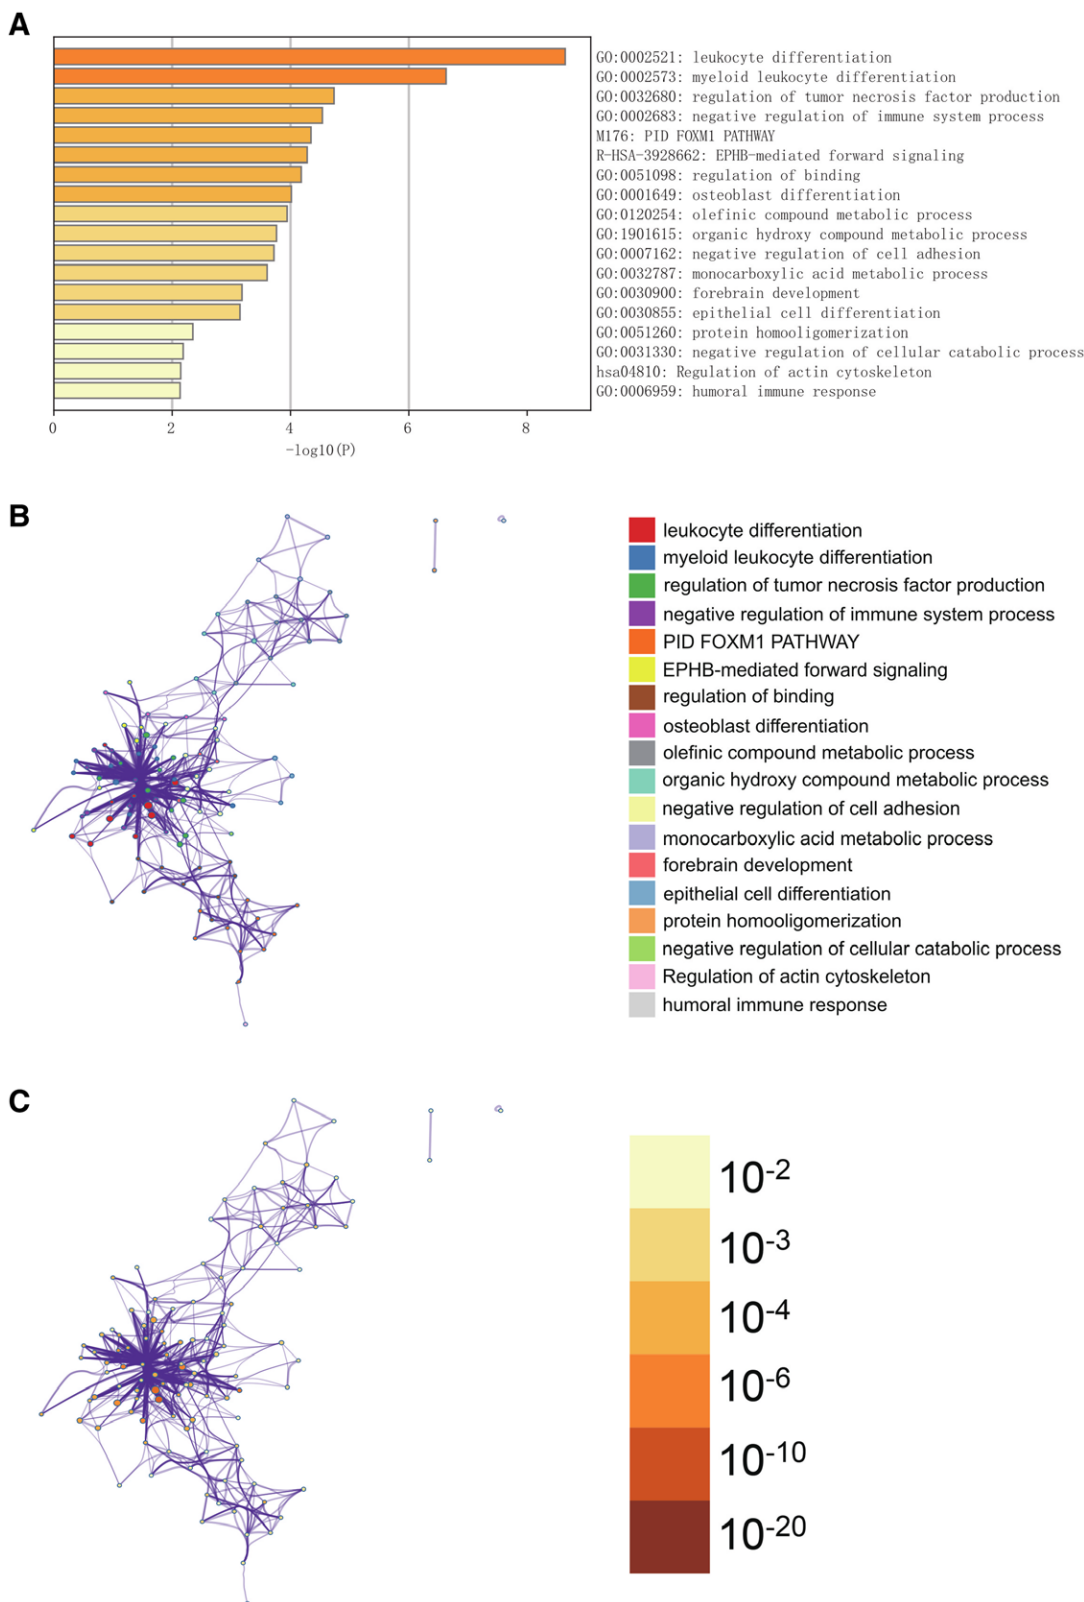 A
GO:0002521: leukocyte differentiation
GO:0002573: myeloid leukocyte differentiation
GO:0032680: regulation of tumor necrosis factor production
GO:0002683: negative regulation of immune system process
M176: PID FOXM1 PATHWAY
R-HSA-3928662: EPHB-mediated forward signaling
GO:0051098: regulation of binding
GO:0001649: osteoblast differentiation
GO:0120254: olefinic compound metabolic process
GO:1901615: organic hydroxy compound metabolic process
GO:0007162: negative regulation of cell adhesion
GO:0032787: monocarboxylic acid metabolic process
GO:0030900: forebrain development
GO:0030855: epithelial cell differentiation
GO:0051260: protein homooligomerization
GO:0031330: negative regulation of cellular catabolic process
hsa04810: Regulation of actin cytoskeleton
GO:0006959: humoral immune response
0 2 4 6 8
-log10(P)
B
leukocyte differentiation
myeloid leukocyte differentiation
regulation of tumor necrosis factor production
negative regulation of immune system process
PID FOXM1 PATHWAY
EPHB-mediated forward signaling
regulation of binding
osteoblast differentiation
olefinic compound metabolic process
organic hydroxy compound metabolic process
negative regulation of cell adhesion
monocarboxylic acid metabolic process
forebrain development
epithelial cell differentiation
protein homooligomerization
negative regulation of cellular catabolic process
Regulation of actin cytoskeleton
humoral immune response
C
10-2
10-3
10-4
10-6
10-10
10-20